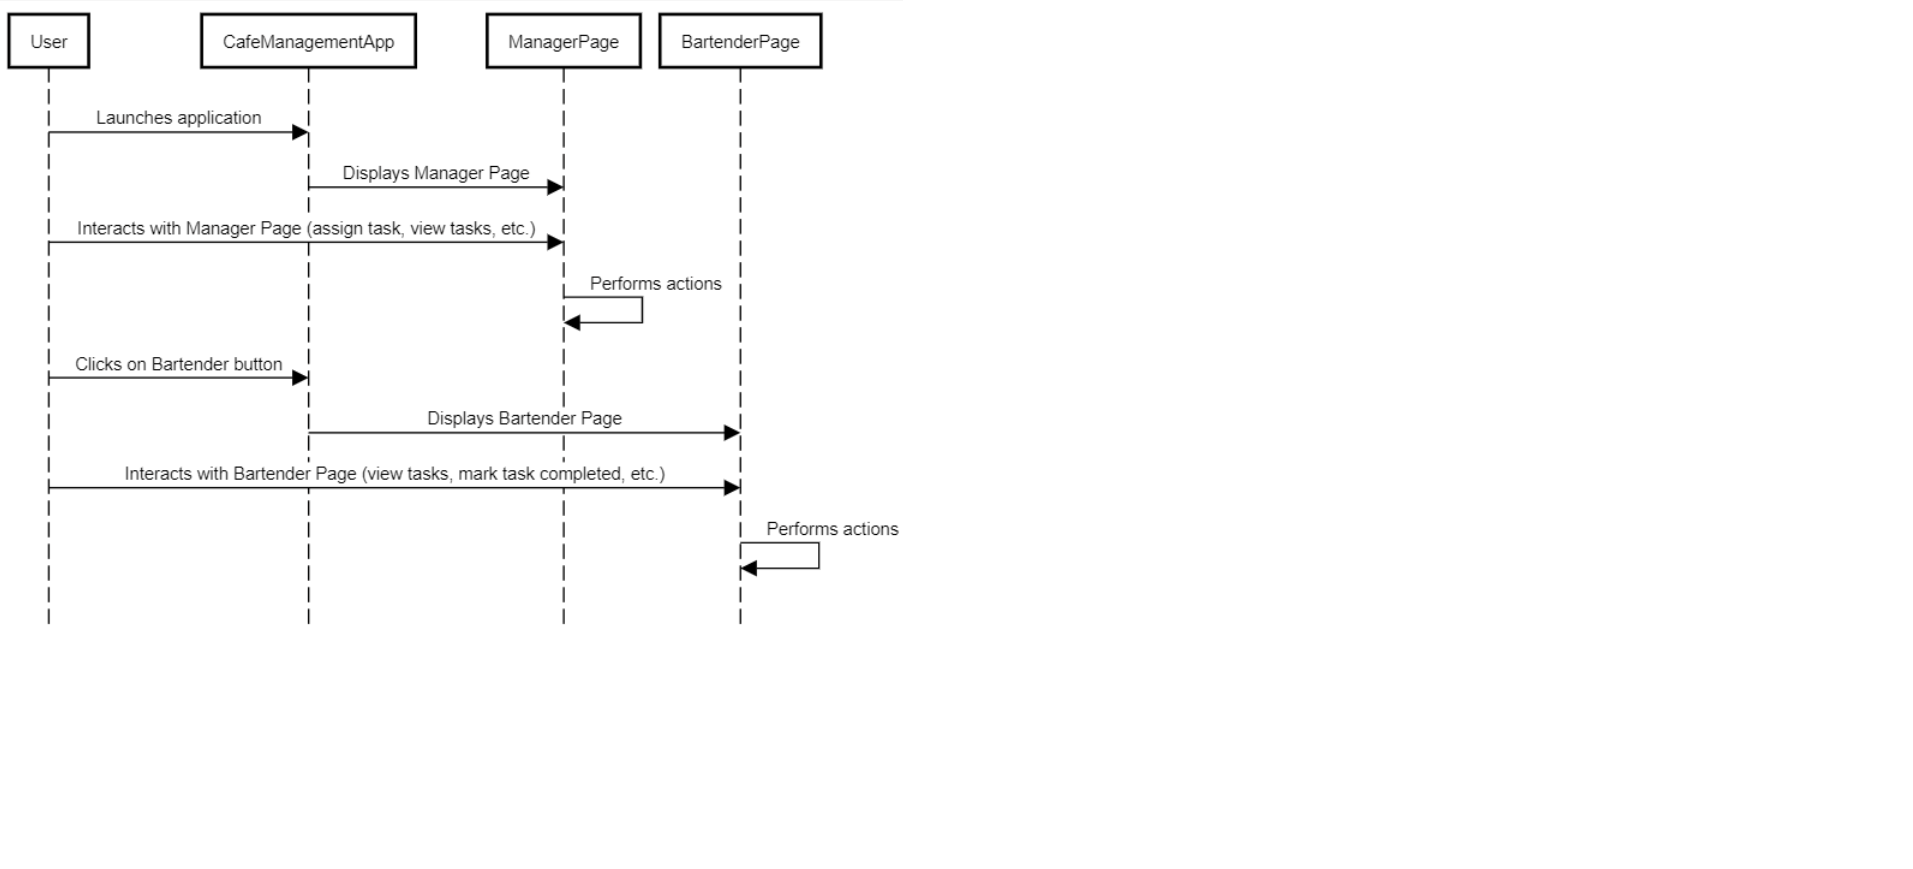 User
CafeManagementApp
ManagerPage
BartenderPage
Launches application
Displays Manager Page
Interacts with Manager Page (assign task, view tasks, etc.)
Performs actions
Clicks on Bartender button
Displays Bartender Page
Interacts with Bartender Page (view tasks, mark task completed, etc.)
Performs actions